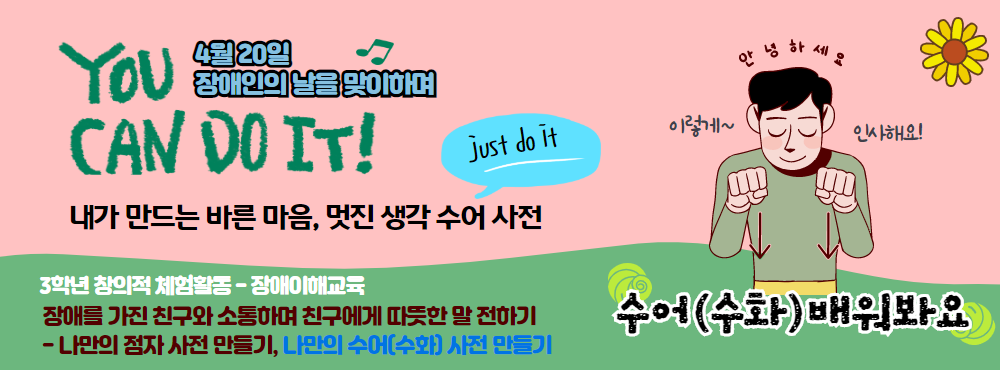 YOU
CAN DO IT!
4월 20일
장애인의 날을 맞이하며
just do it
내가 만드는 바른 마음, 멋진 생각 수어 사전
3학년 창의적 체험활동 - 장애이해교육
장애를 가진 친구와 소통하며 친구에게 따뜻한 말 전하기
- 나만의 점자 사전 만들기, 나만의 수어(수화) 사전 만들기
안녕하세요
이렇게~
인사해요!
수어(수화)배워봐요